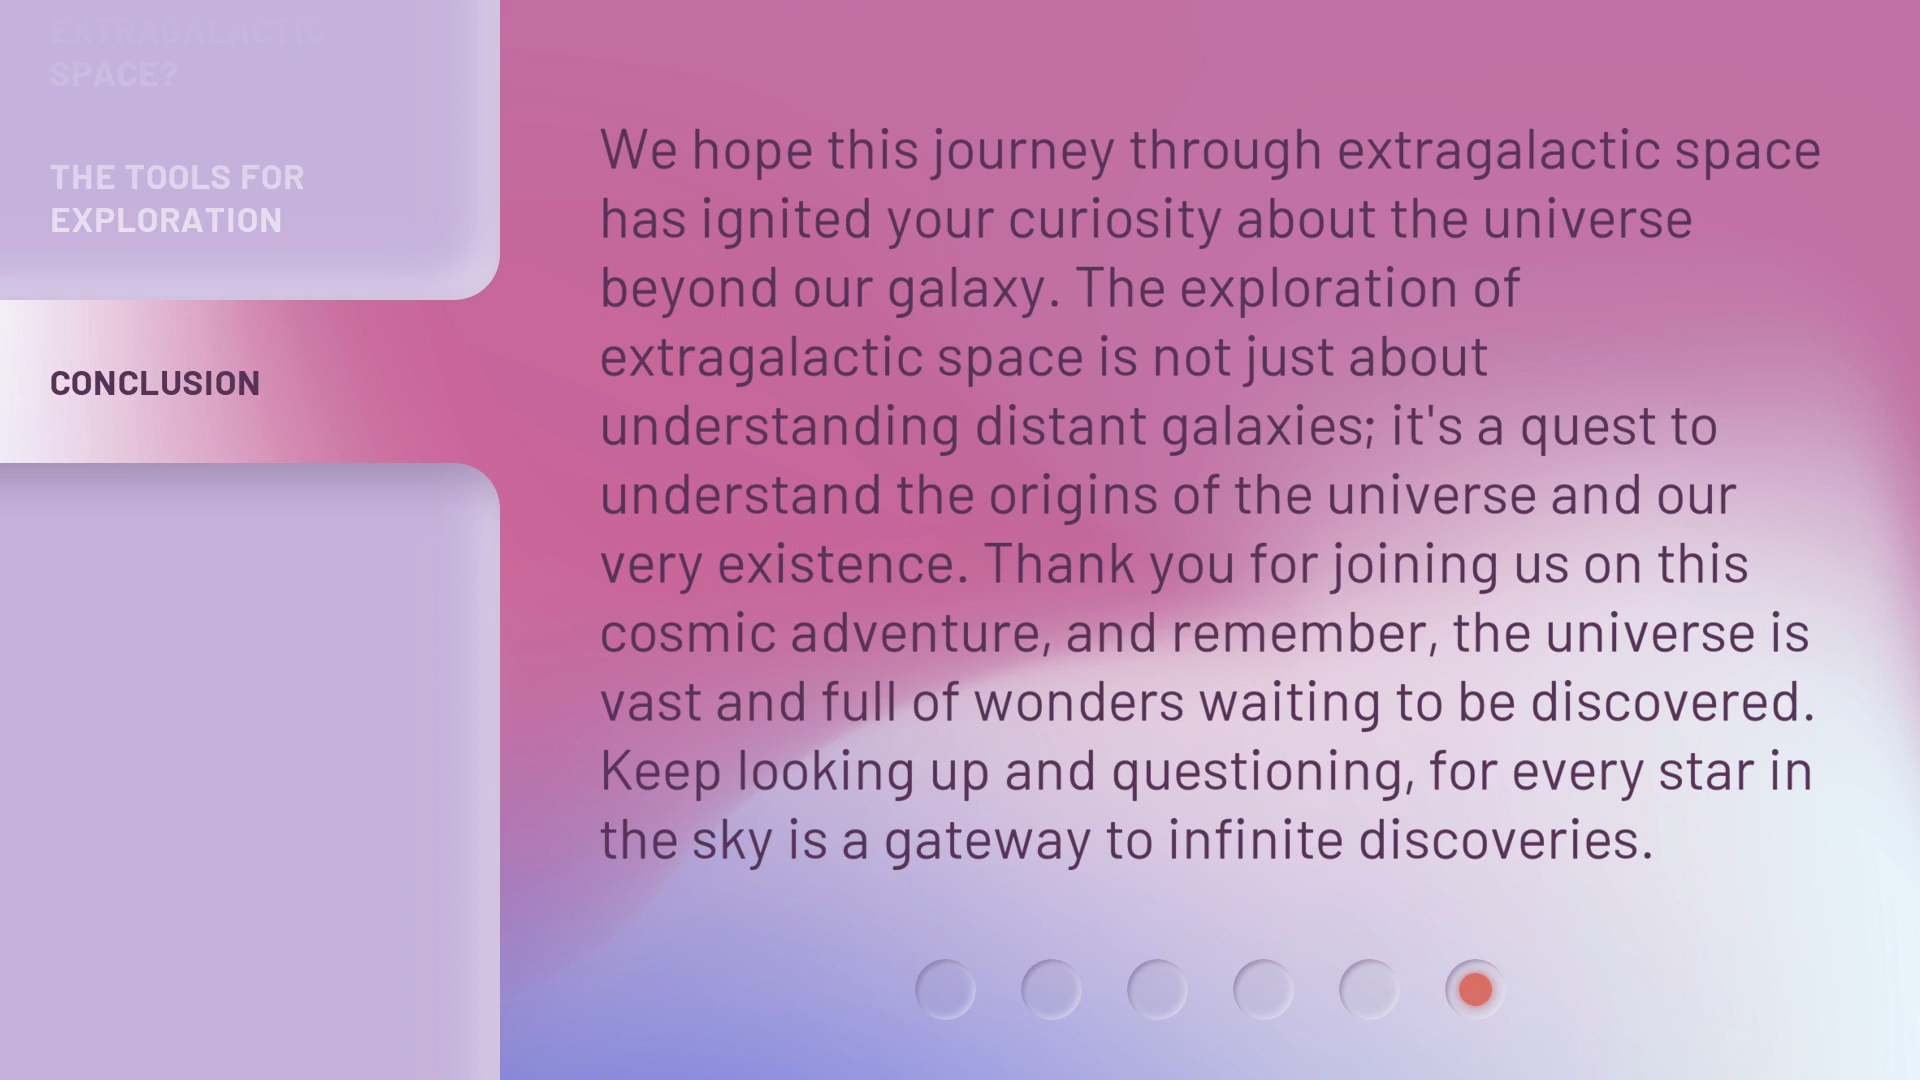 EXTRAGALACTIC
SPACE?
THE TOOLS FOR
EXPLORATION
CONCLUSION
We hope this journey through extragalactic space
has ignited your curiosity about the universe
beyond our galaxy. The exploration of
extragalactic space is not just about
understanding distant galaxies; it's a quest to
understand the origins of the universe and our
very existence. Thank you for joining us on this
cosmic adventure, and remember, the universe is
vast and full of wonders waiting to be discovered.
Keep looking up and questioning, for every star in
the sky is a gateway to infinite discoveries.